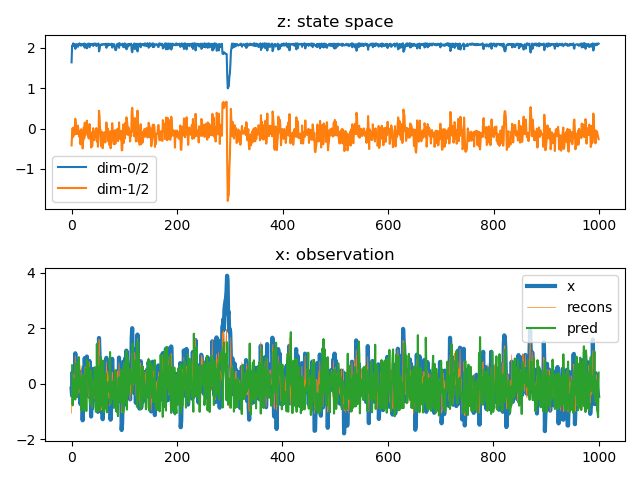 z: state space
2
1
0
−1
dim-0/2
dim-1/2
0 200 400 600 800 1000
x: observation
4
2
0
−2
x
recons
pred
0 200 400 600 800 1000